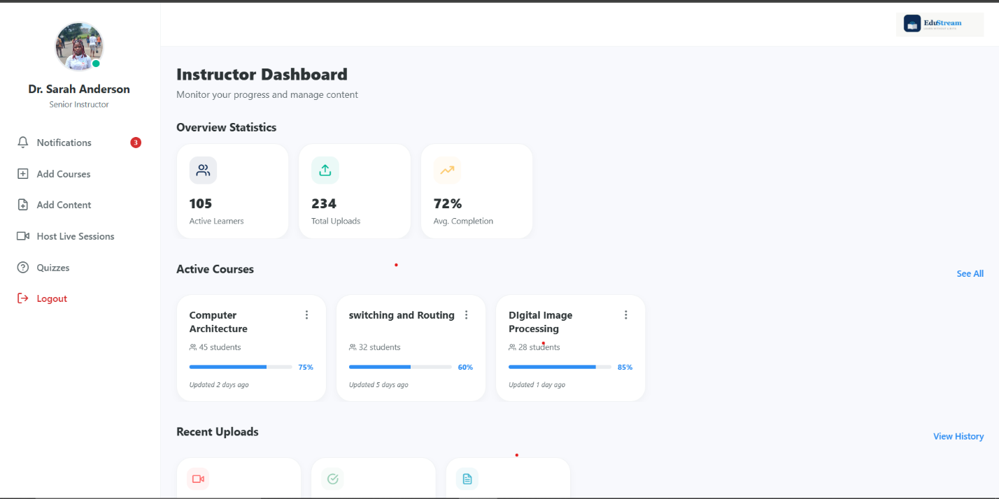 EduStream
LEARN WITHOUT LIMITS
Dr. Sarah Anderson
Senior Instructor
Notifications
3
Add Courses
Add Content
Host Live Sessions
Quizzes
Logout
Instructor Dashboard
Monitor your progress and manage content
Overview Statistics
105
Active Learners
234
Total Uploads
72%
Avg. Completion
Active Courses
See All
Computer
Architecture
45 students
75%
Updated 2 days ago
switching and Routing
32 students
60%
Updated 5 days ago
DIgital Image
Processing
28 students
85%
Updated 1 day ago
Recent Uploads
View History